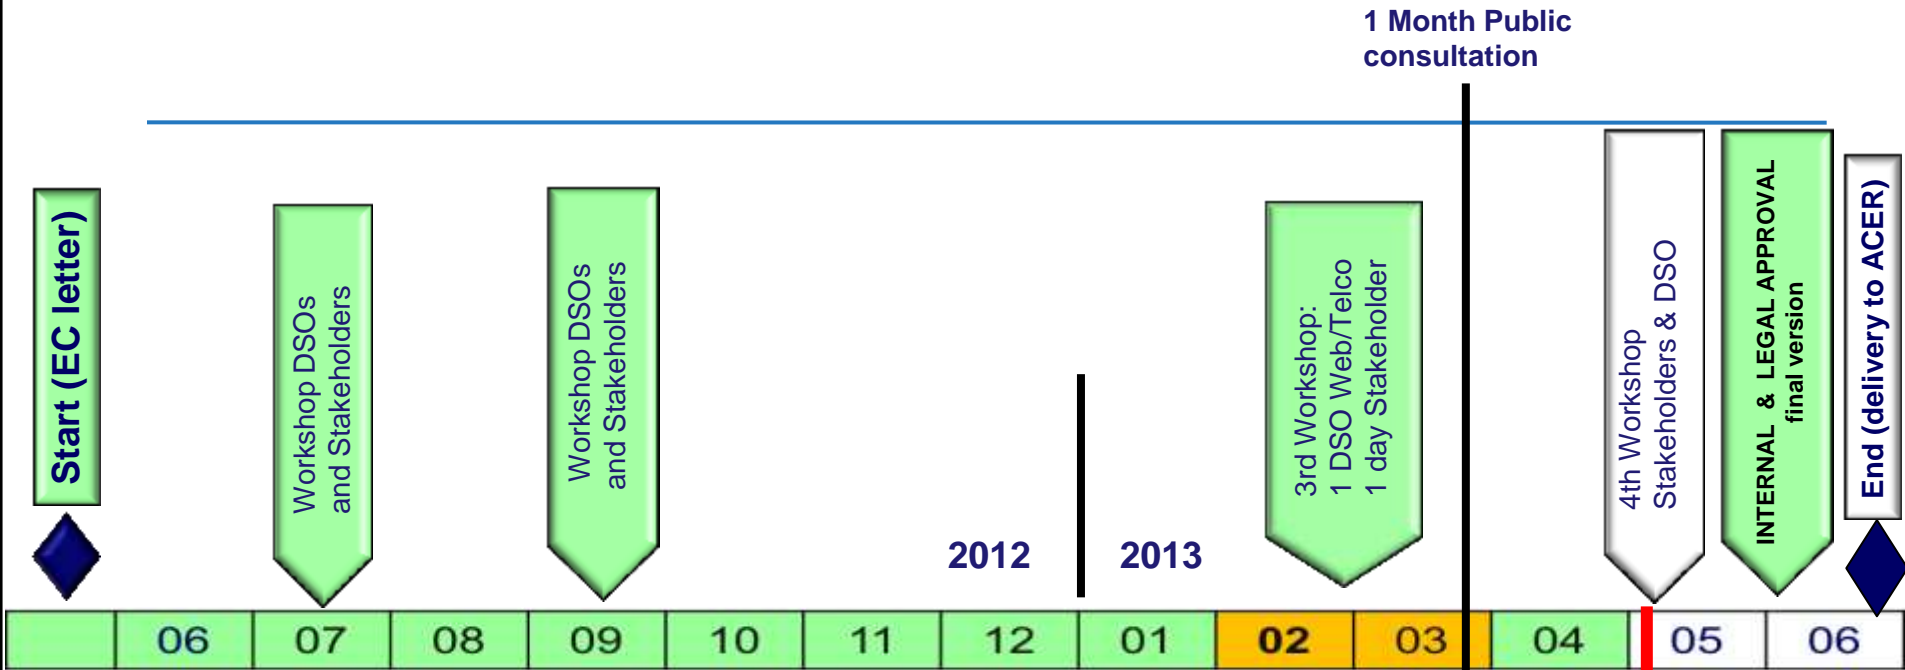 1 Month Public
consultation
Start (EC letter)
Workshop DSOs
and Stakeholders
Workshop DSOs
and Stakeholders
2012
2013
3rd Workshop:
1 DSO Web/Telco
1 day Stakeholder
4th Workshop
Stakeholders & DSO
INTERNAL & LEGAL APPROVAL
final version
End (delivery to ACER)
06 07 08 09 10 11 12 01 02 03 04 05 06